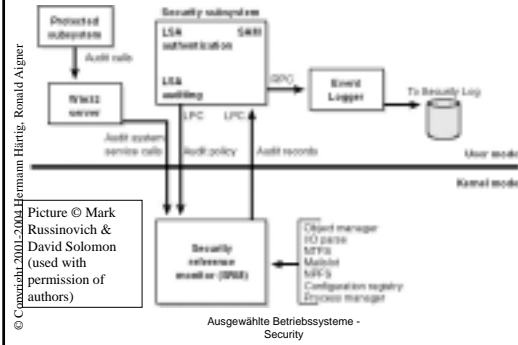 Security subsystem
Protected
subsystem
LSA
authentication
SAM
Audit calls
LSA
auditing
RPC
Event
Logger
To Security Log
Win32
server
LPC
LPC
Audit system
service calls
Audit policy
Audit records
User mode
Kernel mode
Picture © Mark
Russinovich &
David Solomon
(used with
permission of
authors)
Security
reference
monitor (SRM)
Object manager
I/O parse
NTFS
Mailslot
NPFS
Configuration registry
Process manager
© Copyright 2001-2004 Hermann Härtig, Ronald Aigner
Ausgewählte Betriebssysteme -
Security